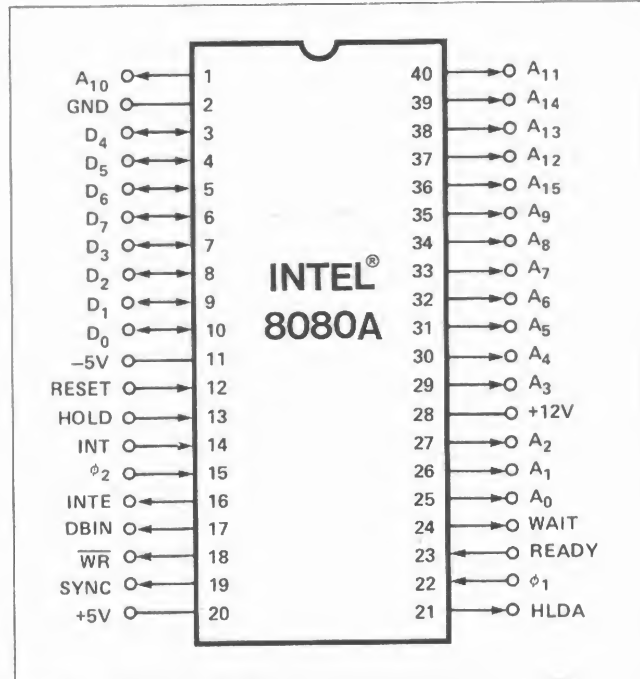 A10 1 40 A11
GND 2 39 A14
D4 3 38 A13
D5 4 37 A12
D6 5 36 A15
D7 6 35 A9
D3 7 34 A8
D2 8 33 A7
D1 9 32 A6
D0 10 31 A5
–5V 11 30 A4
RESET 12 29 A3
HOLD 13 28 +12V
INT 14 27 A2
ϕ2 15 26 A1
INTE 16 25 A0
DBIN 17 24 WAIT
W̅R̅ 18 23 READY
SYNC 19 22 ϕ1
+5V 20 21 HLDA
INTEL®
8080A